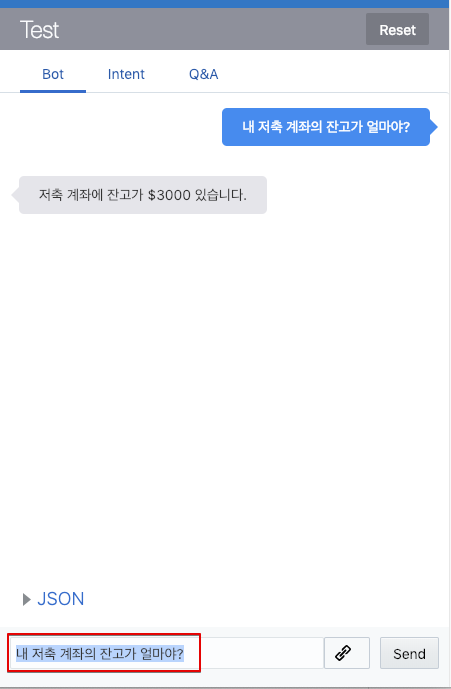 Test
Reset
Bot
Intent
Q&A
내 저축 계좌의 잔고가 얼마야?
저축 계좌에 잔고가 $3000 있습니다.
JSON
내 저축 계좌의 잔고가 얼마야?
Send